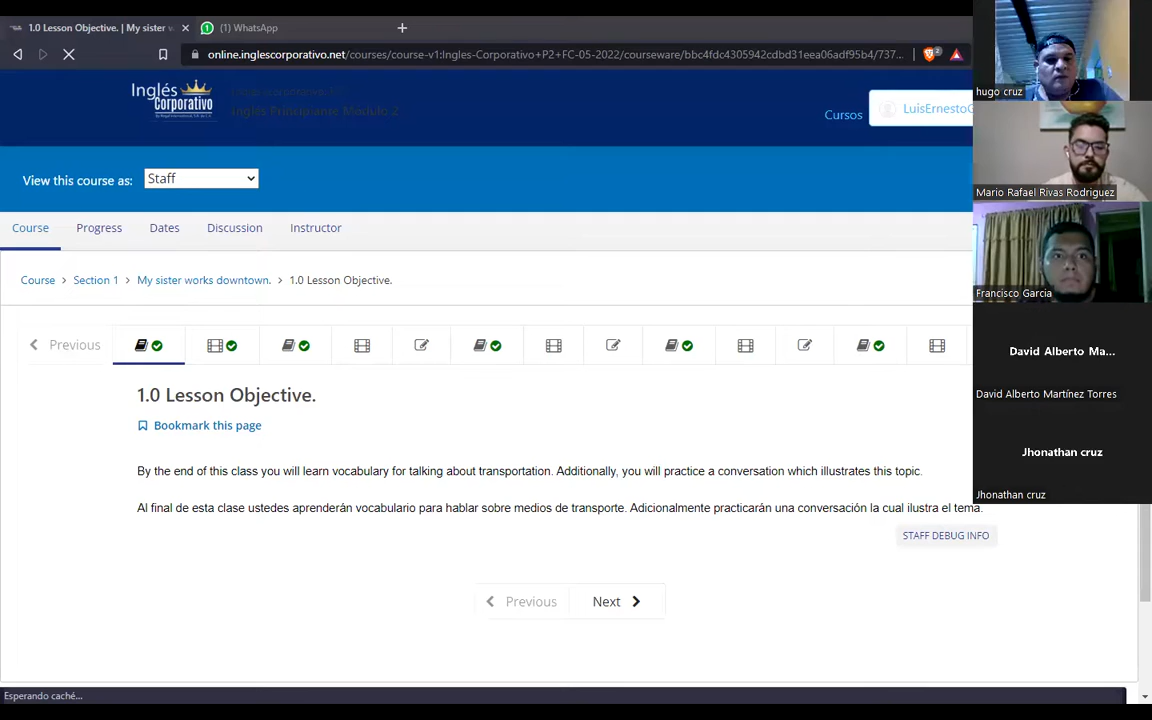 1.0 Lesson Objective. | My sister w
(1) WhatsApp
online.inglescorporativo.net/courses/course-v1:Ingles-Corporativo+P2+FC-05-2022/courseware/bbc4fdc4305942cdbd31eea06adf95b4/737...
2
Inglés
Corporativo
Inglés Principiante Módulo 2
Cursos
LuisErnestoG
View this course as:
Staff
Course
Progress
Dates
Discussion
Instructor
Course > Section 1 > My sister works downtown. > 1.0 Lesson Objective.
Previous
1.0 Lesson Objective.
Bookmark this page
By the end of this class you will learn vocabulary for talking about transportation. Additionally, you will practice a conversation which illustrates this topic.
Al final de esta clase ustedes aprenderán vocabulario para hablar sobre medios de transporte. Adicionalmente practicarán una conversación la cual ilustra el tema.
STAFF DEBUG INFO
Previous
Next
Esperando caché...
hugo cruz
Mario Rafael Rivas Rodriguez
Francisco Garcia
David Alberto Ma...
David Alberto Martínez Torres
Jhonathan cruz
Jhonathan cruz